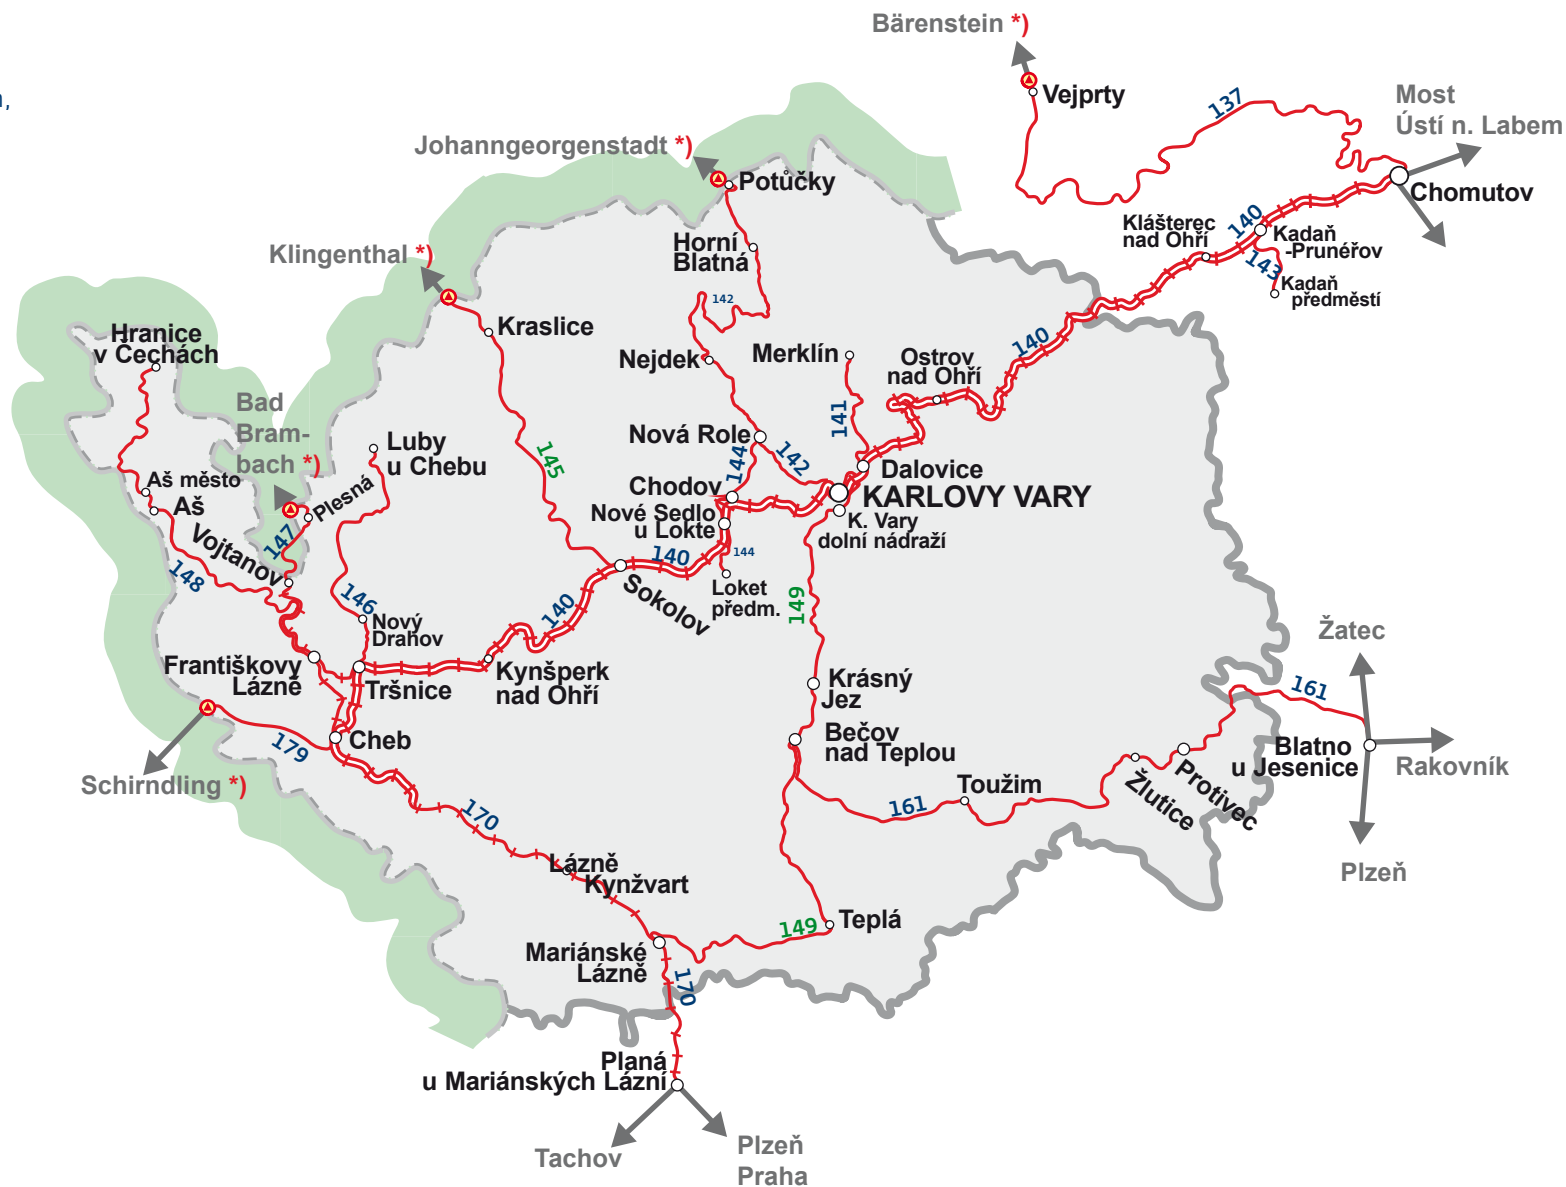 Bärenstein *)
Vejprty
137
Most
Ústí n. Labem
Chomutov
Johanngeorgenstadt *)
Potůčky
Klášterec
nad Ohří
140
Kadaň
-Prunéřov
143
Kadaň
předměstí
Horní
Blatná
142
Klingenthal *)
Kraslice
Hranice
v Čechách
Nejdek
Merklín
Ostrov
nad Ohří
140
141
Bad
Bram-
bach *)
Luby
u Chebu
145
Nová Role
144
142
Dalovice
Aš město
Aš
Plesná
Chodov
KARLOVY VARY
Nové Sedlo
u Lokte
K. Vary
dolní nádraží
Vojtanov
147
148
140
144
Sokolov
Loket
předm.
149
146
Nový
Drahov
140
Františkovy
Lázně
Tršnice
Kynšperk
nad Ohří
Krásný
Jez
Žatec
161
Cheb
179
Schirndling *)
Bečov
nad Teplou
Blatno
u Jesenice
Rakovník
Toužim
161
Žlutice
Protivec
170
Plzeň
Lázně
Kynžvart
149
Teplá
Mariánské
Lázně
170
Planá
u Mariánských Lázní
Tachov
Plzeň
Praha